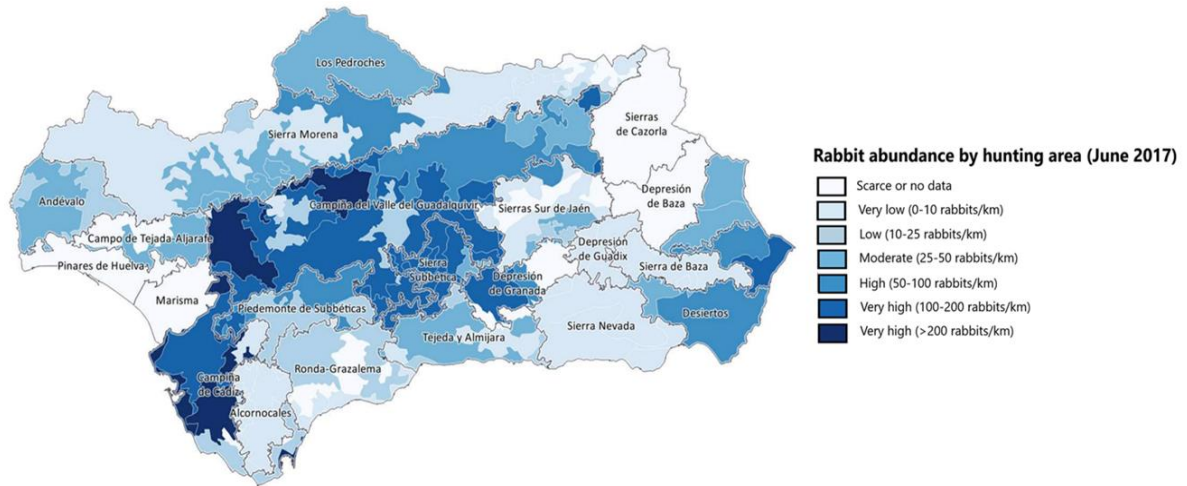 Los Pedroches
Sierra Morena
Sierras
de Cazorla
Andévalo
Depresión
de Baza
Campiña del Valle del Guadalquivir
Sierras Sur de Jaén
Campo de Tejada-Aljarafe
Pinares de Huelva
Depresión
de Guadix
Sierra de Baza
Sierra
Subbética
Depresión
de Granada
Marisma
Piedemonte de Subbéticas
Desiertos
Sierra Nevada
Tejeda y Almijara
Ronda-Grazalema
Campiña
de Cádiz
Alcornocales
Rabbit abundance by hunting area (June 2017)
Scarce or no data
Very low (0-10 rabbits/km)
Low (10-25 rabbits/km)
Moderate (25-50 rabbits/km)
High (50-100 rabbits/km)
Very high (100-200 rabbits/km)
Very high (>200 rabbits/km)